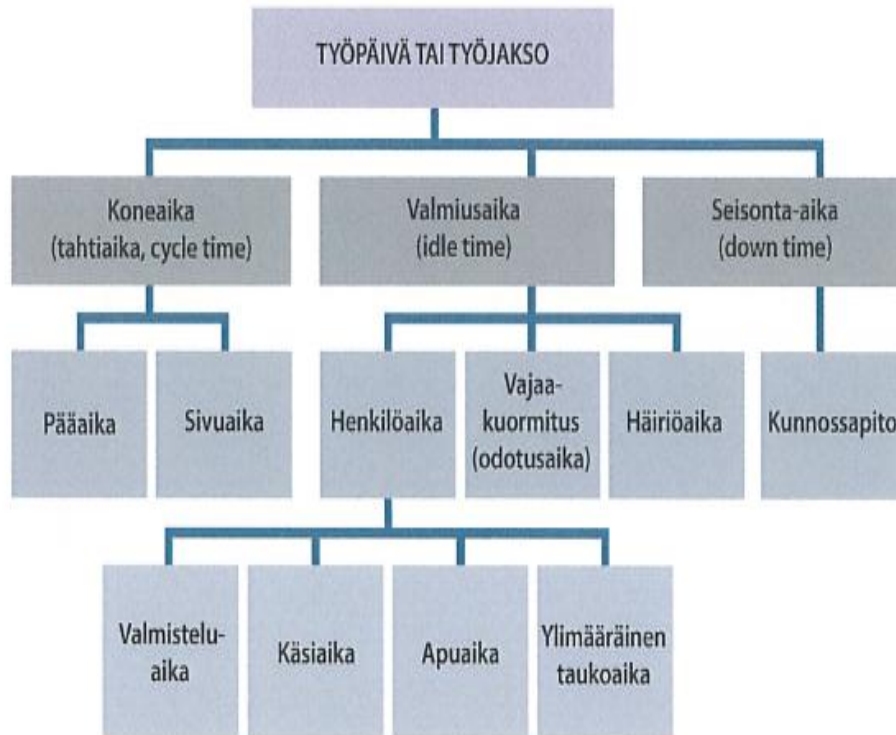 TYÖPÄIVÄ TAI TYÖJAKSO
Koneaika
(tahtiaika, cycle time)
Valmiusaika
(idle time)
Seisonta-aika
(down time)
Pääaika
Sivuaika
Henkilöaika
Vajaa-
kuormitus
(odotusaika)
Häiriöaika
Kunnossapito
Valmistelu-
aika
Käsiaika
Apuaika
Ylimääräinen
taukoaika